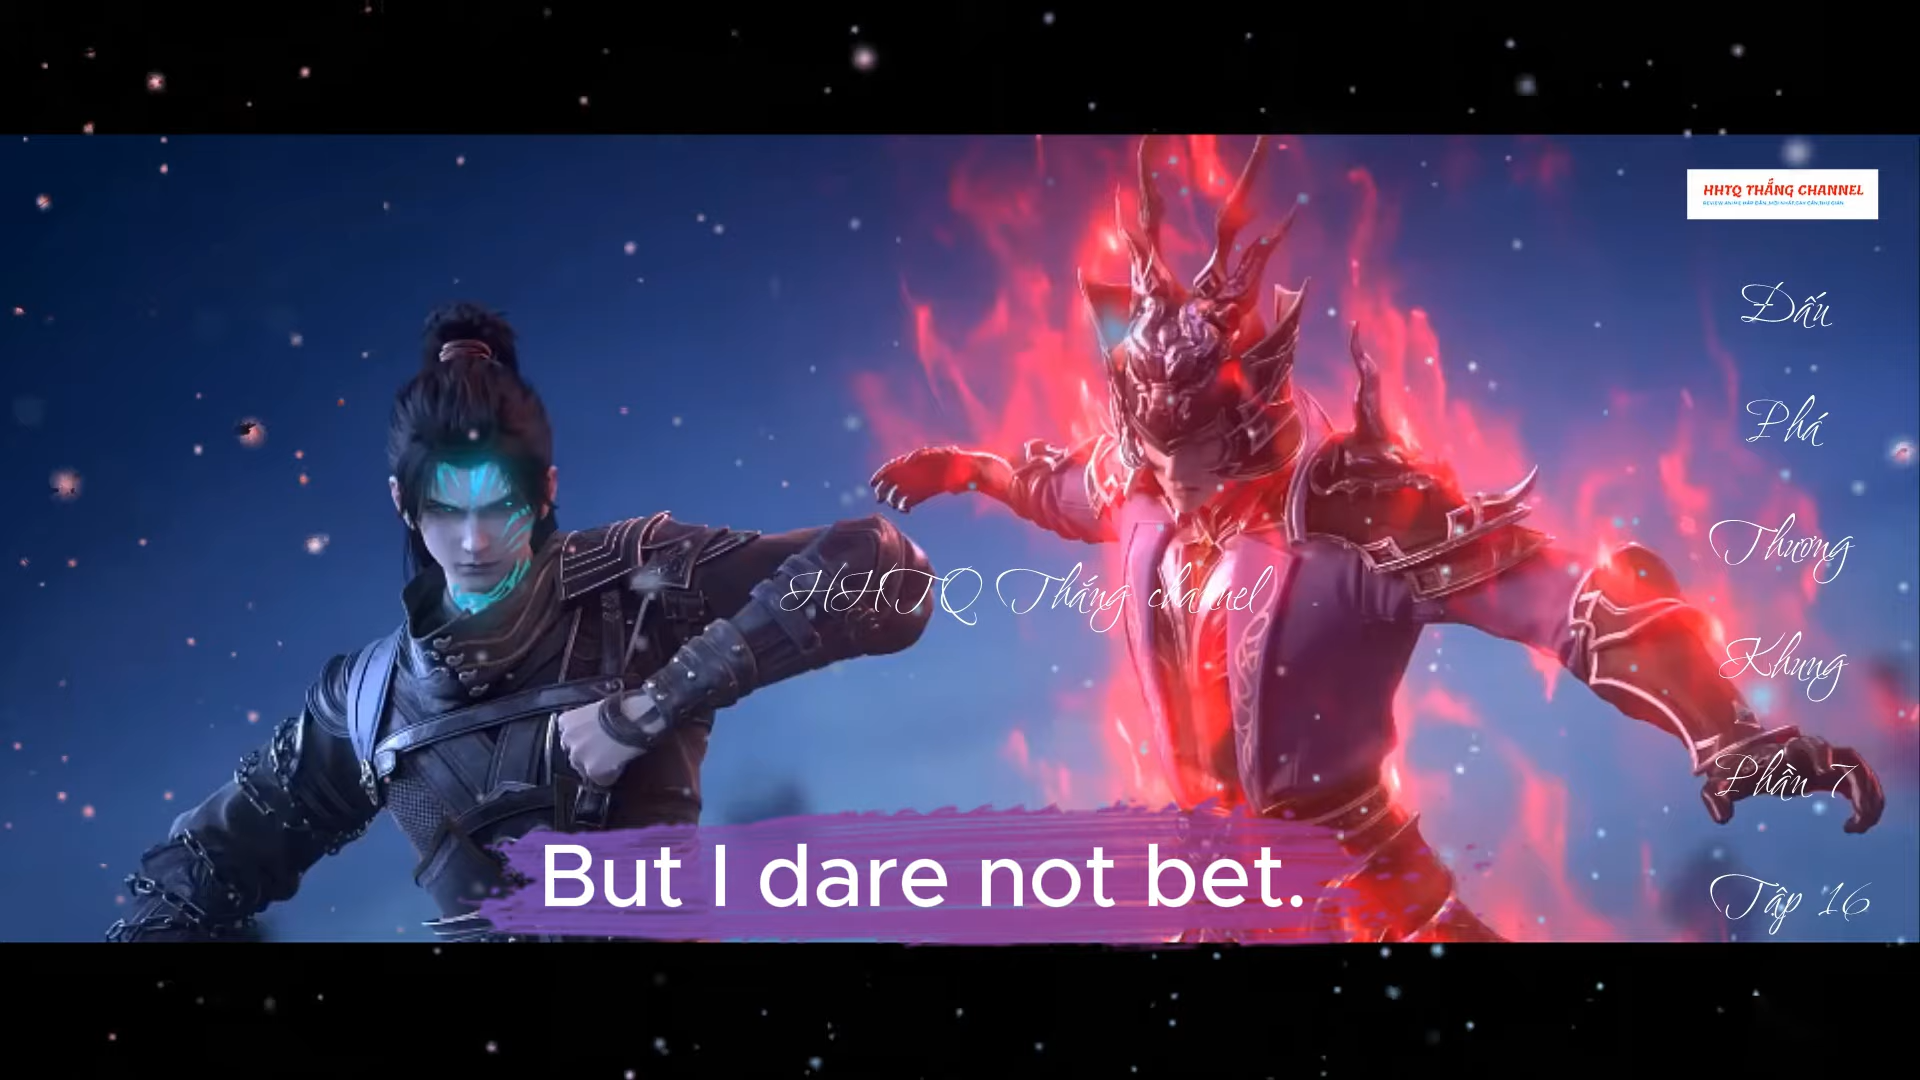 HHTQ THẮNG CHANNEL
Đấu
Phá
Thương
Khung
Phần 7
Tập 16
HHTQ Thắng channel
But I dare not bet.